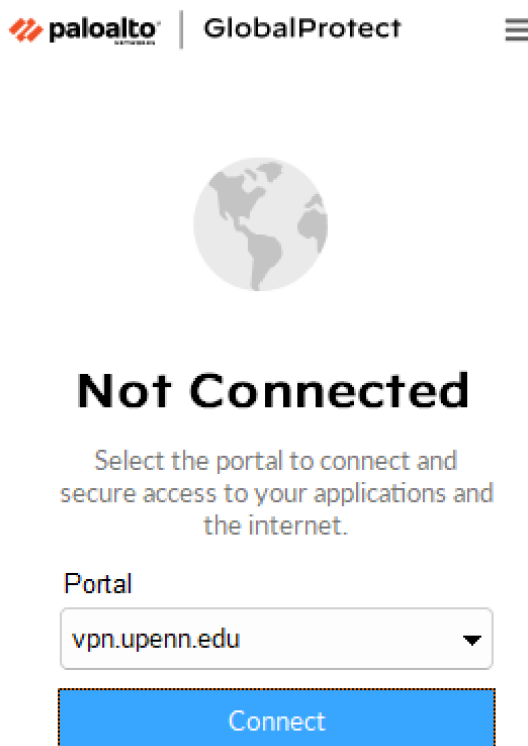 paloalto | GlobalProtect
NETWORKS
Not Connected
Select the portal to connect and
secure access to your applications and
the internet.
Portal
vpn.upenn.edu
Connect